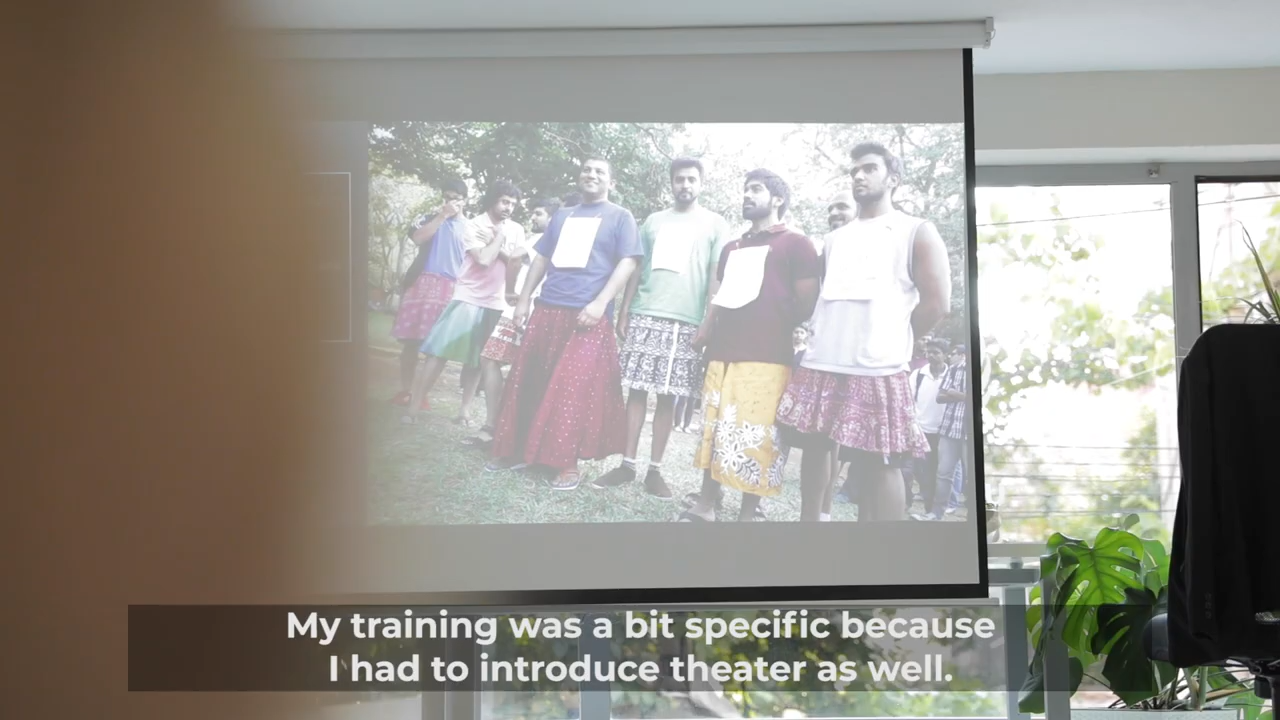 My training was a bit specific because
I had to introduce theater as well.